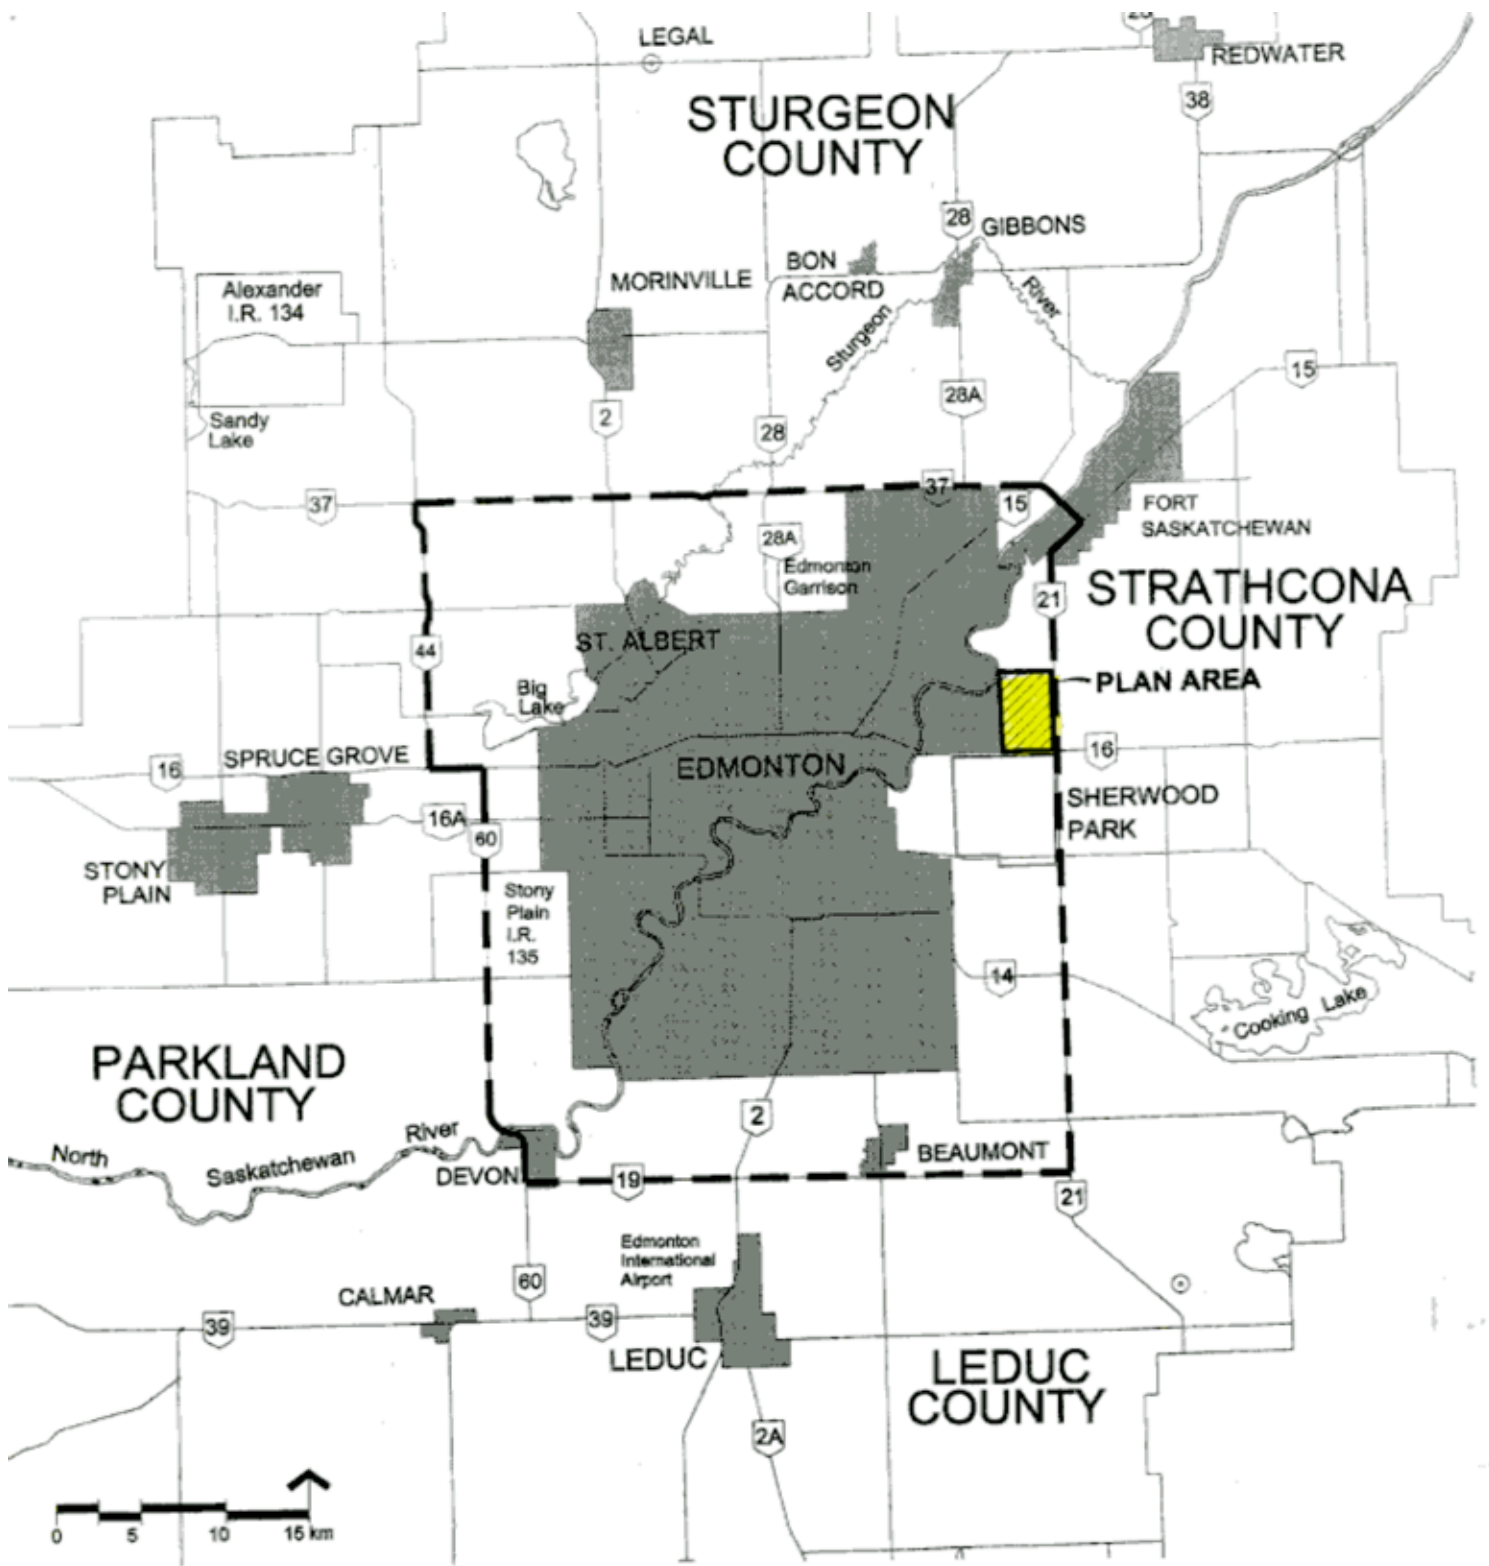 LEGAL
REDWATER
38
STURGEON
COUNTY
28
GIBBONS
BON
ACCORD
MORINVILLE
Alexander
I.R. 134
River
Sturgeon
15
28A
2
28
Sandy
Lake
37
37
15
FORT
SASKATCHEWAN
28A
Edmonton
Garrison
STRATHCONA
COUNTY
21
ST. ALBERT
44
PLAN AREA
Big
Lake
16
SPRUCE GROVE
16
EDMONTON
SHERWOOD
PARK
16A
60
STONY
PLAIN
Stony
Plain
I.R.
135
14
Cooking Lake
PARKLAND
COUNTY
2
North
Saskatchewan
River
DEVON
19
BEAUMONT
21
Edmonton
International
Airport
60
CALMAR
39
39
LEDUC
LEDUC
COUNTY
2A
0 5 10 15 km